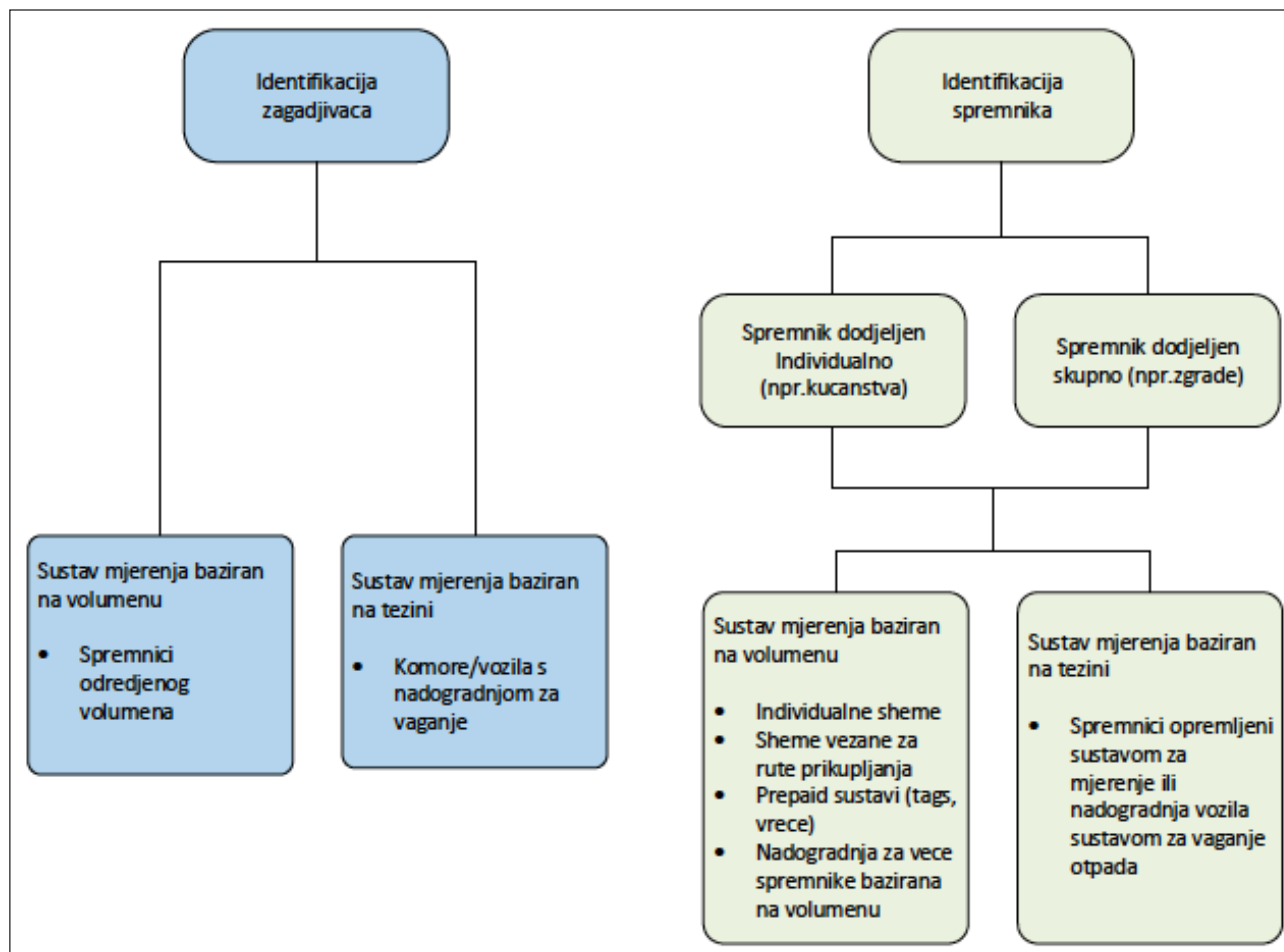 Identifikacija
zagadjivaca
Identifikacija
spremnika
Spremnik dodjeljen
Individualno
(npr.kucanstva)
Spremnik dodjeljen
skupno (npr.zgrade)
Sustav mjerenja baziran
na volumenu
• Spremnici
odredjenog
volumena
Sustav mjerenja baziran
na tezini
• Komore/vozila s
nadogradnjom za
vaganje
Sustav mjerenja baziran
na volumenu
• Individualne sheme
• Sheme vezane za
rute prikupljanja
• Prepaid sustavi (tags,
vrece)
• Nadogradnja za vece
spremnike bazirana
na volumenu
Sustav mjerenja baziran
na tezini
• Spremnici opremljeni
sustavom za
mjerenje ili
nadogradnja vozila
sustavom za vaganje
otpada